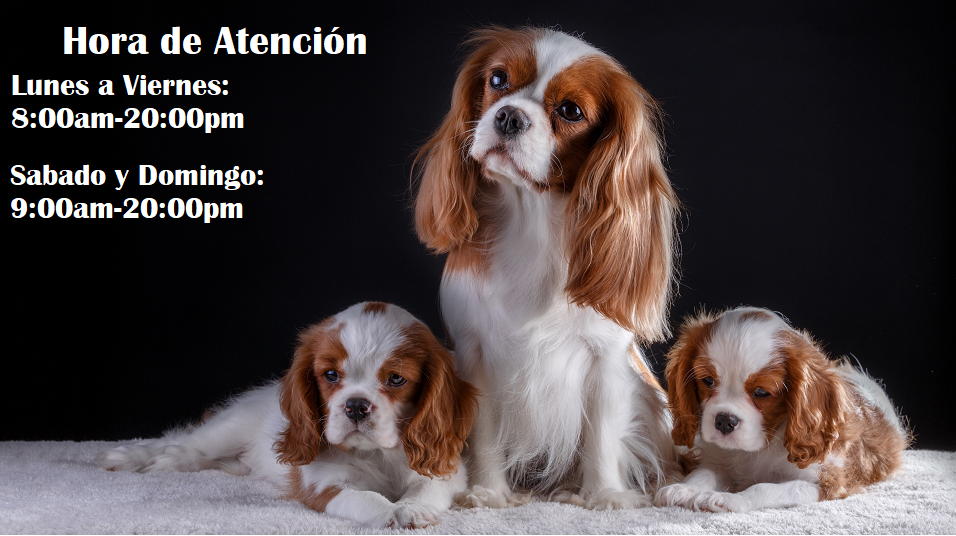 Hora de Atención
Lunes a Viernes:
8:00am-20:00pm
Sabado y Domingo:
9:00am-20:00pm